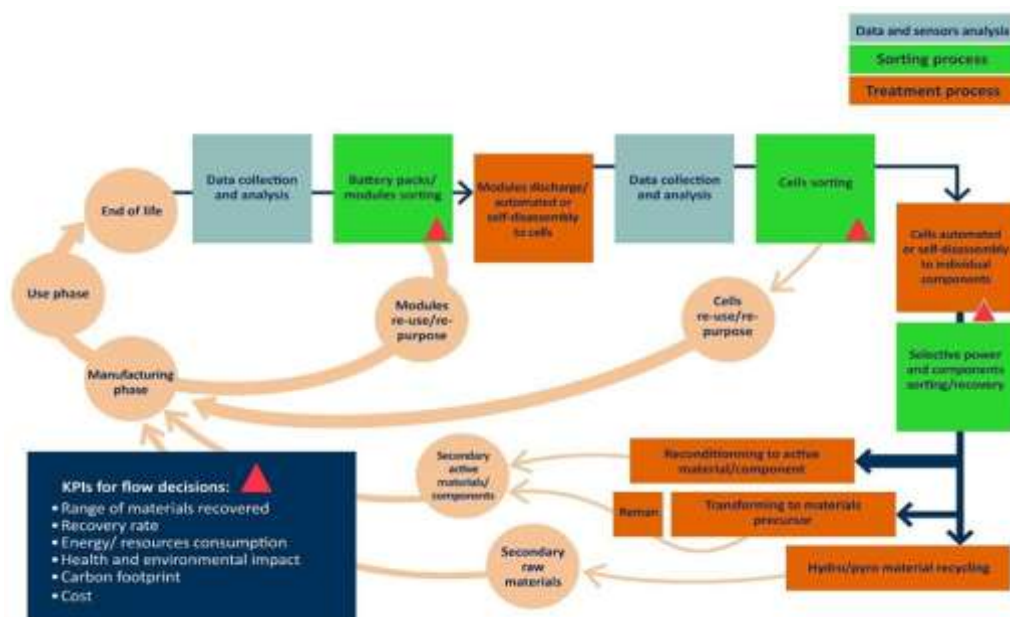 Data and sensors analysis
Sorting process
Treatment process
Data collection
and analysis
Battery packs/
modules sorting
Modules discharge/
automated or
self-disassembly
to cells
Data collection
and analysis
Cells sorting
End of life
Cells automated
or self-disassembly
to individual
components
Use phase
Modules
re-use/re-
purpose
Cells
re-use/re-
purpose
Manufacturing
phase
Selective power
and components
sorting/recovery
Secondary
active
materials/
components
Reconditionning to active
material/component
Reman
Transforming to materials
precursor
Secondary
raw
materials
Hydro/pyro material recycling
KPIs for flow decisions:
• Range of materials recovered
• Recovery rate
• Energy/ resources consumption
• Health and environmental impact
• Carbon footprint
• Cost